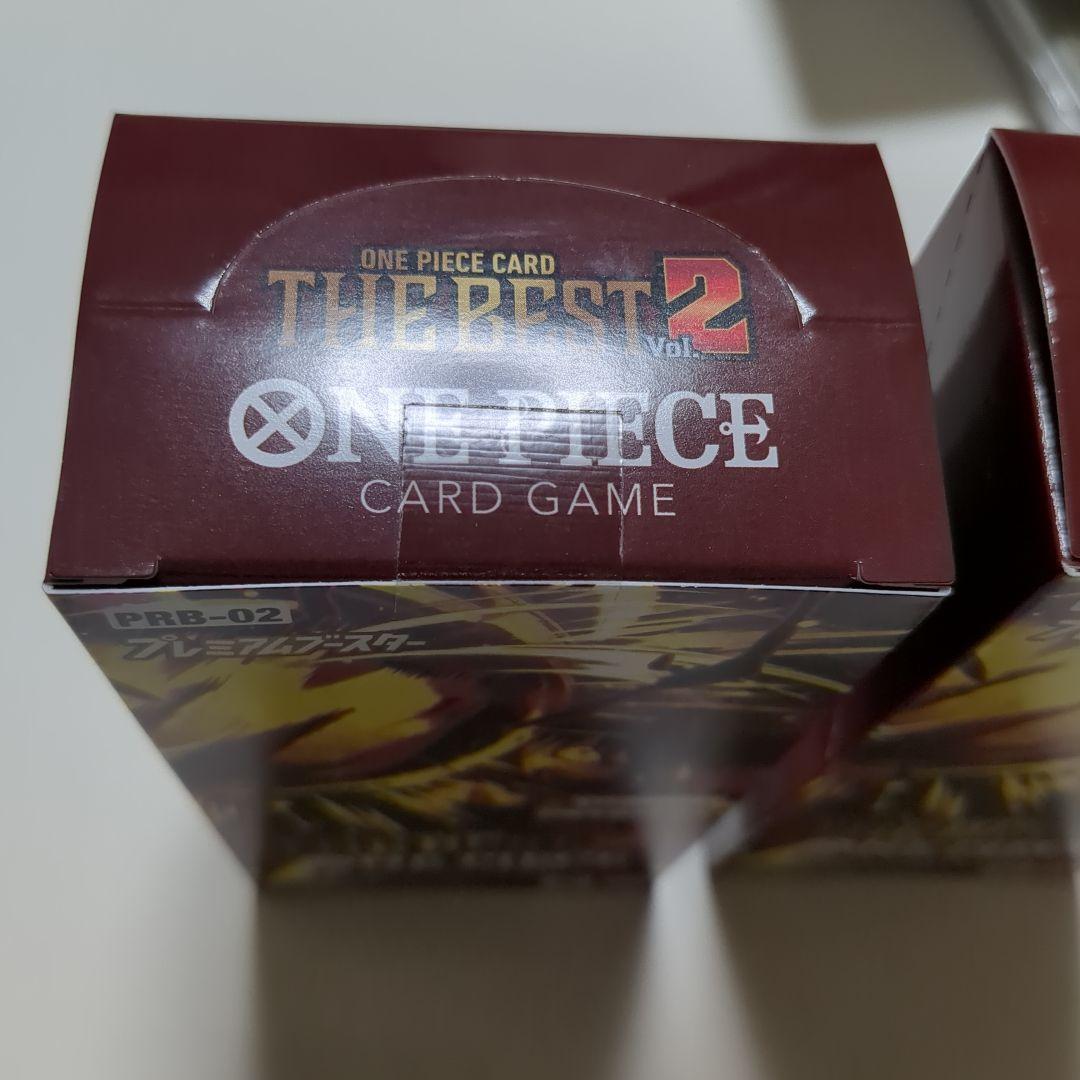 ONE PIECE CARD
THE BEST
Vol.2
ONE PIECE
CARD GAME
PRB-02
プレミアムブースター